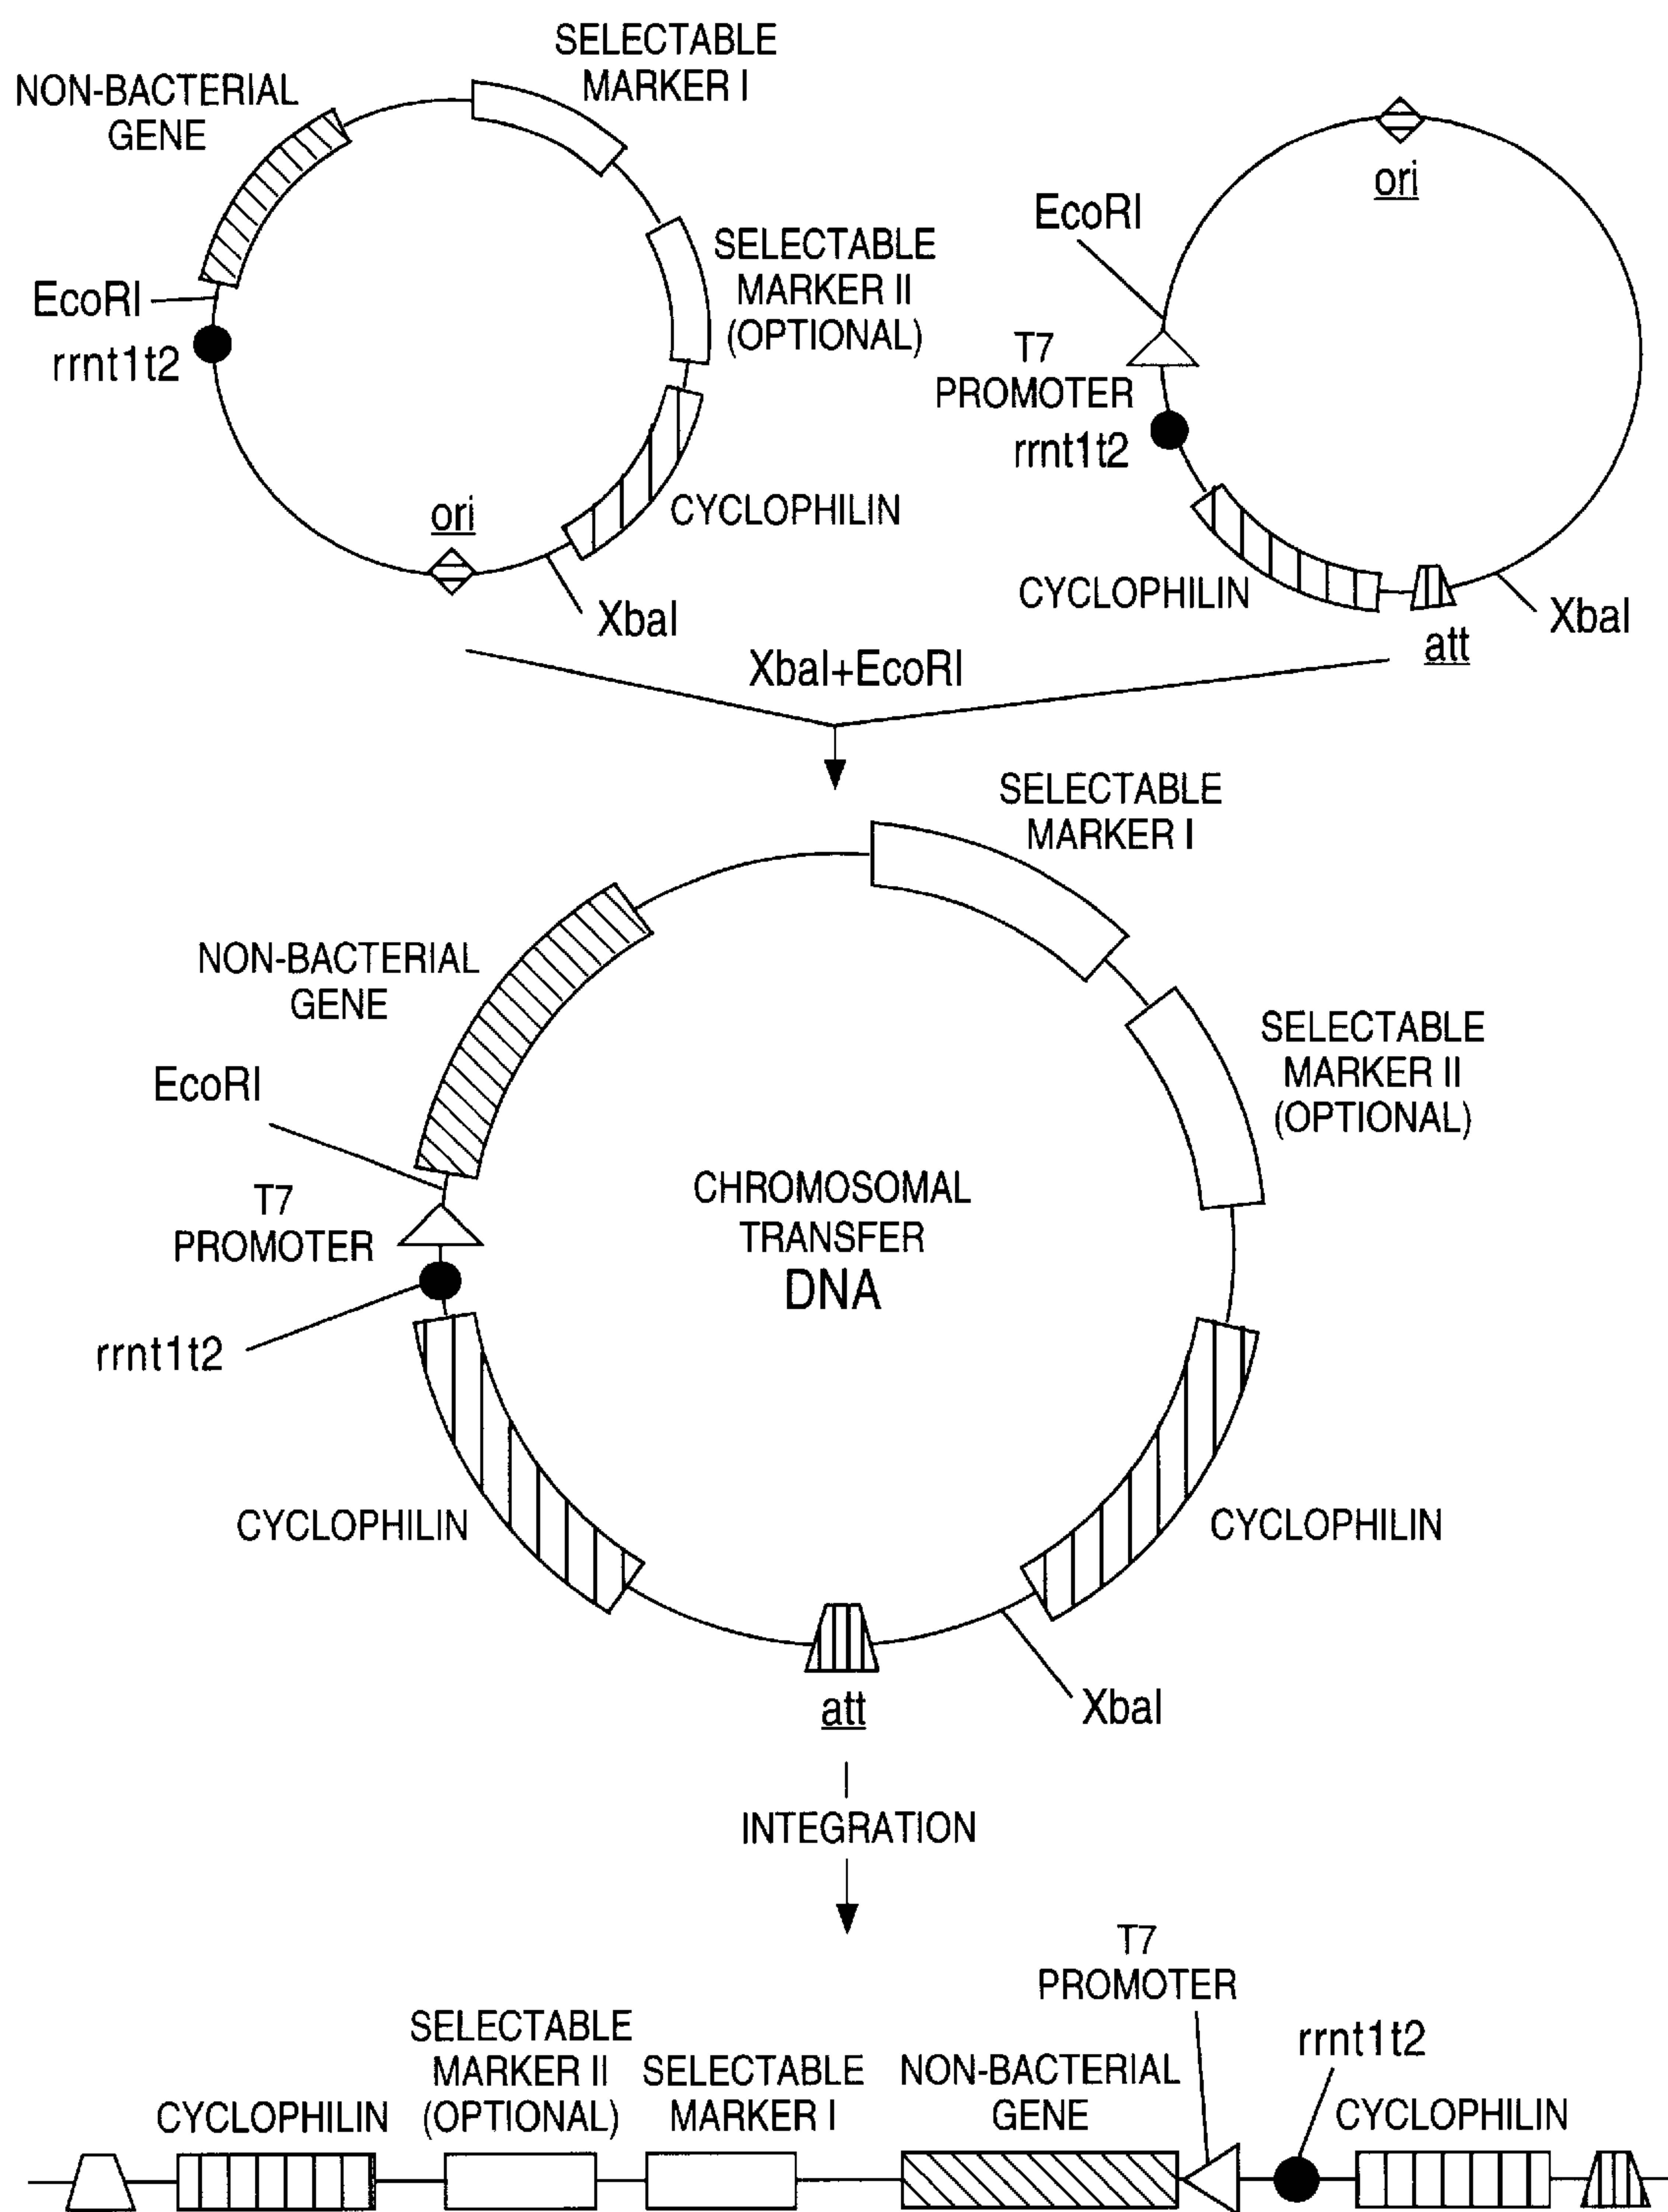 SELECTABLE
MARKER I
NON-BACTERIAL
GENE
SELECTABLE
MARKER II
(OPTIONAL)
EcoRI
rrnt1t2
ori
CYCLOPHILIN
XbaI
ori
EcoRI
T7
PROMOTER
rrnt1t2
CYCLOPHILIN
att
XbaI
XbaI+EcoRI
SELECTABLE
MARKER I
NON-BACTERIAL
GENE
SELECTABLE
MARKER II
(OPTIONAL)
EcoRI
T7
PROMOTER
CHROMOSOMAL
TRANSFER
DNA
rrnt1t2
CYCLOPHILIN
CYCLOPHILIN
att
XbaI
INTEGRATION
T7
PROMOTER
rrnt1t2
CYCLOPHILIN
SELECTABLE
MARKER II
(OPTIONAL)
SELECTABLE
MARKER I
NON-BACTERIAL
GENE
CYCLOPHILIN